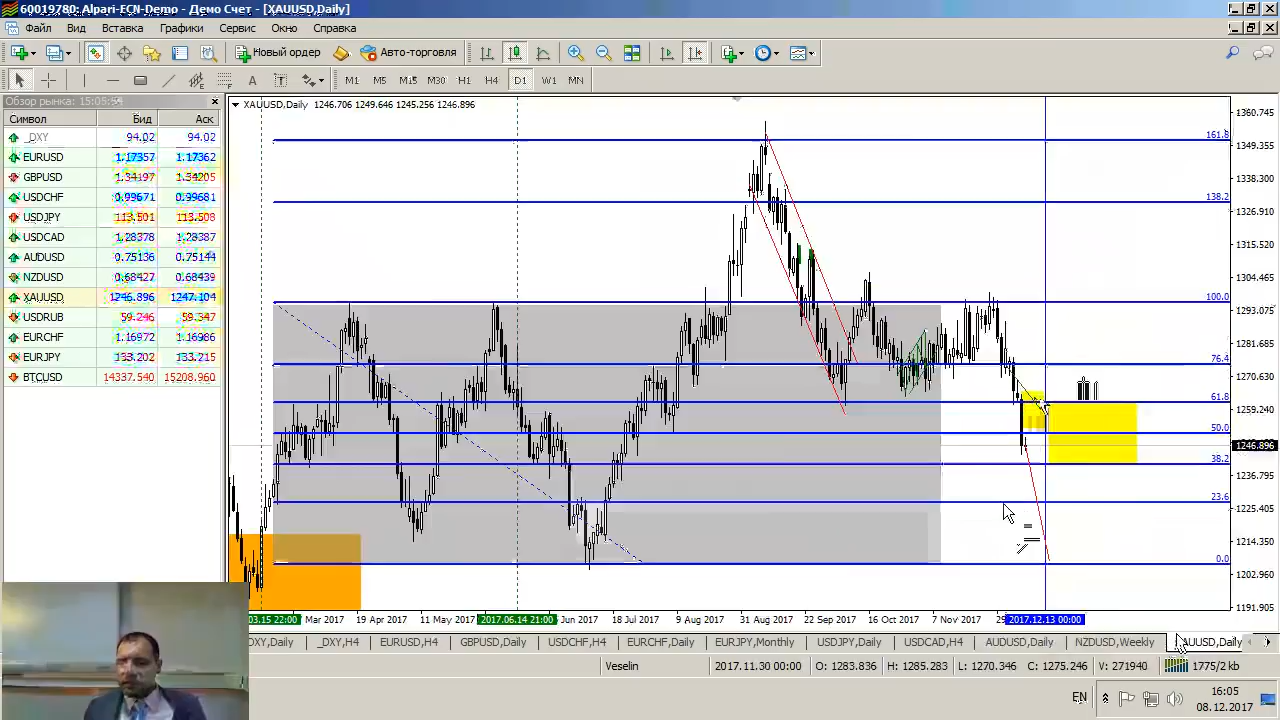 60019780: Alpari-ECN-Demo - Демо Счет - [XAUUSD,Daily]
Файл Вид Вставка Графики Сервис Окно Справка
Новый ордер Авто-торговля
M1 M5 M15 M30 H1 H4 D1 W1 MN
Обзор рынка: 15:05:54
Символ Бид Аск
_DXY 94.02 94.02
EURUSD 1.17357 1.17362
GBPUSD 1.34197 1.34205
USDCHF 0.99671 0.99681
USDJPY 113.501 113.508
USDCAD 1.28378 1.28387
AUDUSD 0.75136 0.75144
NZDUSD 0.68427 0.68439
XAUUSD 1246.896 1247.104
USDRUB 59.246 59.347
EURCHF 1.16972 1.16986
EURJPY 133.202 133.215
BTCUSD 14337.540 15208.960
XAUUSD,Daily 1246.706 1249.646 1245.256 1246.896
161.8
138.2
100.0
76.4
61.8
50.0
38.2
23.6
0.0
1360.745
1349.355
1338.300
1326.910
1315.520
1304.465
1293.075
1281.685
1270.630
1259.240
1246.896
1236.795
1225.405
1214.350
1202.960
1191.905
03.15 22:00 Mar 2017 19 Apr 2017 11 May 2017 2017.06.14 21:00 Jun 2017 18 Jul 2017 9 Aug 2017 31 Aug 2017 22 Sep 2017 16 Oct 2017 7 Nov 2017 29 2017.12.13 00:00
DXY,Daily _DXY,H4 EURUSD,H4 GBPUSD,Daily USDCHF,H4 EURCHF,Daily EURJPY,Monthly USDJPY,Daily USDCAD,H4 AUDUSD,Daily NZDUSD,Weekly XAUUSD,Daily
Veselin 2017.11.30 00:00 O: 1283.836 H: 1285.283 L: 1270.346 C: 1275.246 V: 271940 1775/2 kb
EN 16:05
08.12.2017